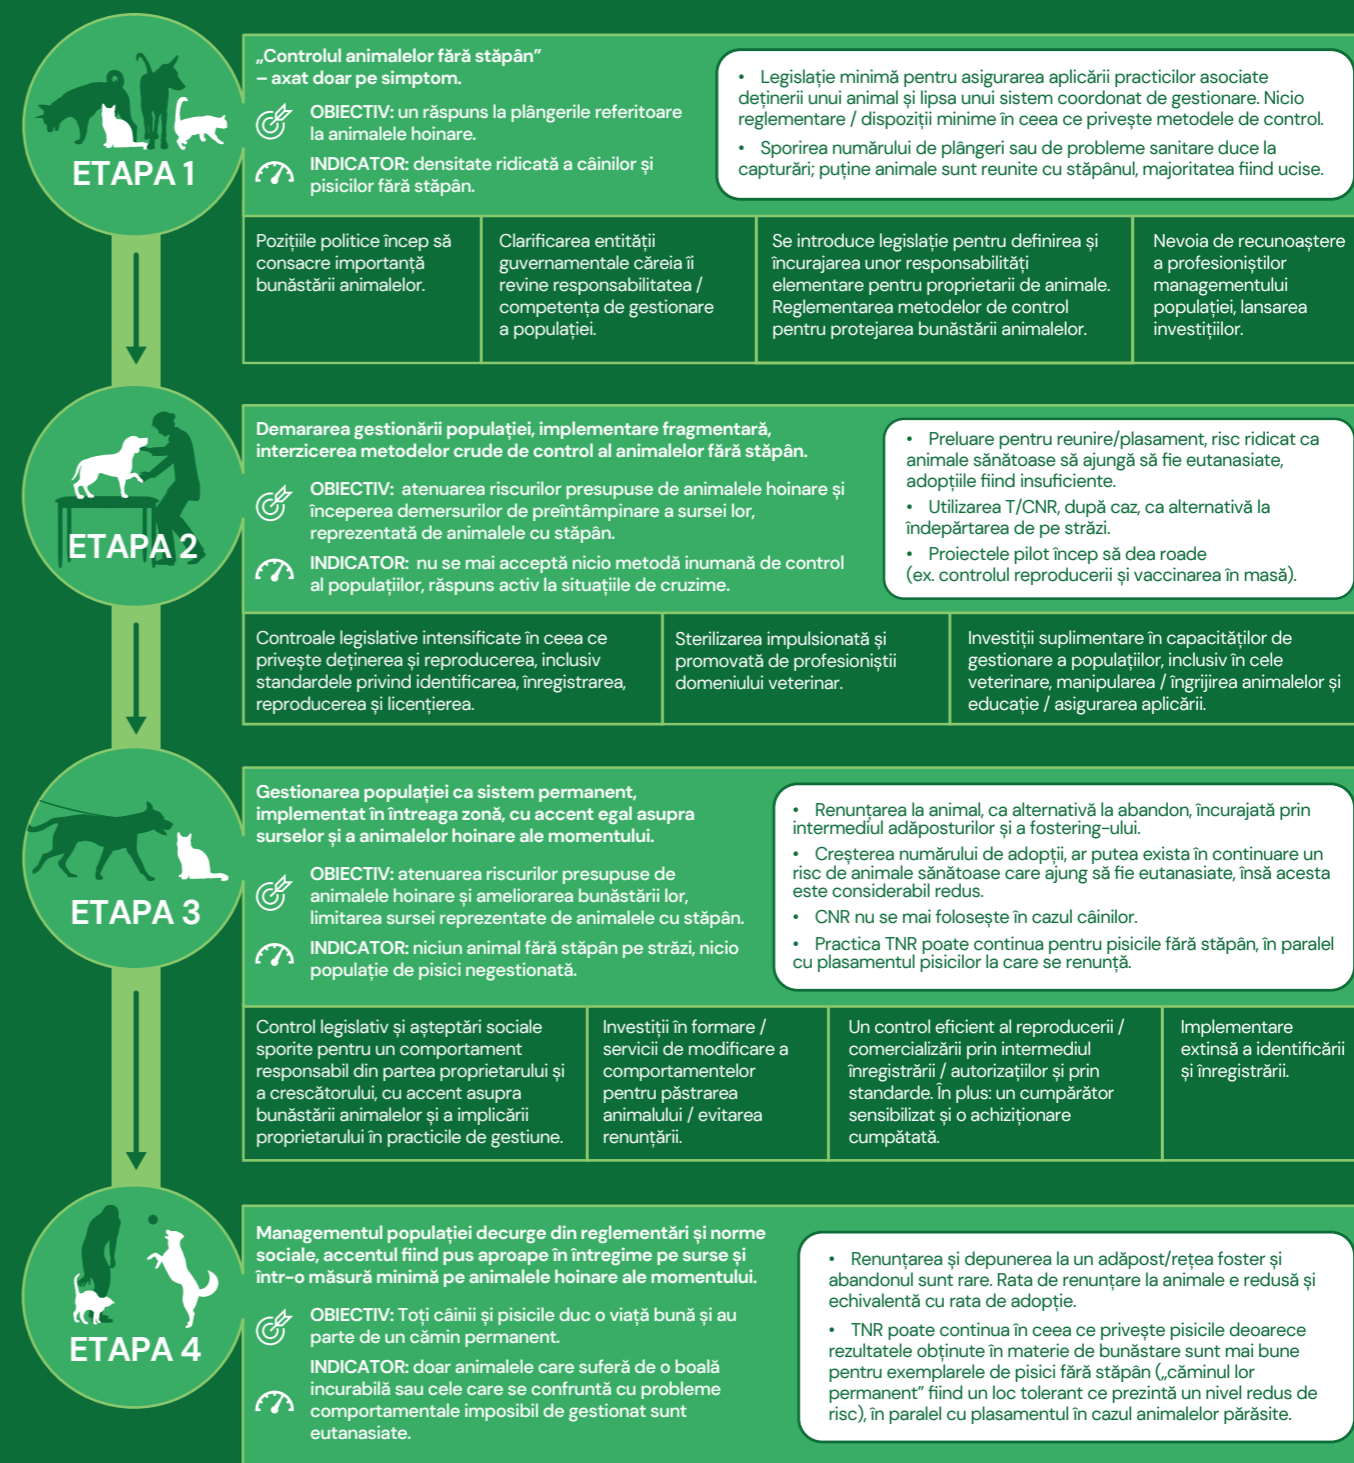 ETAPA 1
„Controlul animalelor fără stăpân”
– axat doar pe simptom.
OBIECTIV: un răspuns la plângerile referitoare
la animalele hoinare.
INDICATOR: densitate ridicată a câinilor și
pisicilor fără stăpân.
• Legislație minimă pentru asigurarea aplicării practicilor asociate
deținerii unui animal și lipsa unui sistem coordonat de gestionare. Nicio
reglementare / dispoziții minime în ceea ce privește metodele de control.
• Sporirea numărului de plângeri sau de probleme sanitare duce la
capturări; puține animale sunt reunite cu stăpânul, majoritatea fiind ucise.
Pozițiile politice încep să
consacre importanță
bunăstării animalelor.
Clarificarea entității
guvernamentale căreia îi
revine responsabilitatea /
competența de gestionare
a populației.
Se introduce legislație pentru definirea și
încurajarea unor responsabilități
elementare pentru proprietarii de animale.
Reglementarea metodelor de control
pentru protejarea bunăstării animalelor.
Nevoia de recunoaștere
a profesioniștilor
managementului
populației, lansarea
investițiilor.
ETAPA 2
Demararea gestionării populației, implementare fragmentară,
interzicerea metodelor crude de control al animalelor fără stăpân.
OBIECTIV: atenuarea riscurilor presupuse de animalele hoinare și
începerea demersurilor de preîntâmpinare a sursei lor,
reprezentată de animalele cu stăpân.
INDICATOR: nu se mai acceptă nicio metodă inumană de control
al populațiilor, răspuns activ la situațiile de cruzime.
• Preluare pentru reunire/plasament, risc ridicat ca
animale sănătoase să ajungă să fie eutanasiate,
adopțiile fiind insuficiente.
• Utilizarea T/CNR, după caz, ca alternativă la
îndepărtarea de pe străzi.
• Proiectele pilot încep să dea roade
(ex. controlul reproducerii și vaccinarea în masă).
Controale legislative intensificate în ceea ce
privește deținerea și reproducerea, inclusiv
standardele privind identificarea, înregistrarea,
reproducerea și licențierea.
Sterilizarea impulsionată și
promovată de profesioniștii
domeniului veterinar.
Investiții suplimentare în capacităților de
gestionare a populațiilor, inclusiv în cele
veterinare, manipularea / îngrijirea animalelor și
educație / asigurarea aplicării.
ETAPA 3
Gestionarea populației ca sistem permanent,
implementat în întreaga zonă, cu accent egal asupra
surselor și a animalelor hoinare ale momentului.
OBIECTIV: atenuarea riscurilor presupuse de
animalele hoinare și ameliorarea bunăstării lor,
limitarea sursei reprezentate de animalele cu stăpân.
INDICATOR: niciun animal fără stăpân pe străzi, nicio
populație de pisici negestionată.
• Renunțarea la animal, ca alternativă la abandon, încurajată prin
intermediul adăposturilor și a fostering-ului.
• Creșterea numărului de adopții, ar putea exista în continuare un
risc de animale sănătoase care ajung să fie eutanasiate, însă acesta
este considerabil redus.
• CNR nu se mai folosește în cazul câinilor.
• Practica TNR poate continua pentru pisicile fără stăpân, în paralel
cu plasamentul pisicilor la care se renunță.
Control legislativ și așteptări sociale
sporite pentru un comportament
responsabil din partea proprietarului și
a crescătorului, cu accent asupra
bunăstării animalelor și a implicării
proprietarului în practicile de gestiune.
Investiții în formare /
servicii de modificare a
comportamentelor
pentru păstrarea
animalului / evitarea
renunțării.
Un control eficient al reproducerii /
comercializării prin intermediul
înregistrării / autorizațiilor și prin
standarde. În plus: un cumpărător
sensibilizat și o achiziționare
cumpătată.
Implementare
extinsă a identificării
și înregistrării.
ETAPA 4
Managementul populației decurge din reglementări și norme
sociale, accentul fiind pus aproape în întregime pe surse și
într-o măsură minimă pe animalele hoinare ale momentului.
OBIECTIV: Toți câinii și pisicile duc o viață bună și au
parte de un cămin permanent.
INDICATOR: doar animalele care suferă de o boală
incurabilă sau cele care se confruntă cu probleme
comportamentale imposibil de gestionat sunt
eutanasiate.
• Renunțarea și depunerea la un adăpost/rețea foster și
abandonul sunt rare. Rata de renunțare la animale e redusă și
echivalentă cu rata de adopție.
• TNR poate continua în ceea ce privește pisicile deoarece
rezultatele obținute în materie de bunăstare sunt mai bune
pentru exemplarele de pisici fără stăpân („căminul lor
permanent” fiind un loc tolerant ce prezintă un nivel redus de
risc), în paralel cu plasamentul în cazul animalelor părăsite.